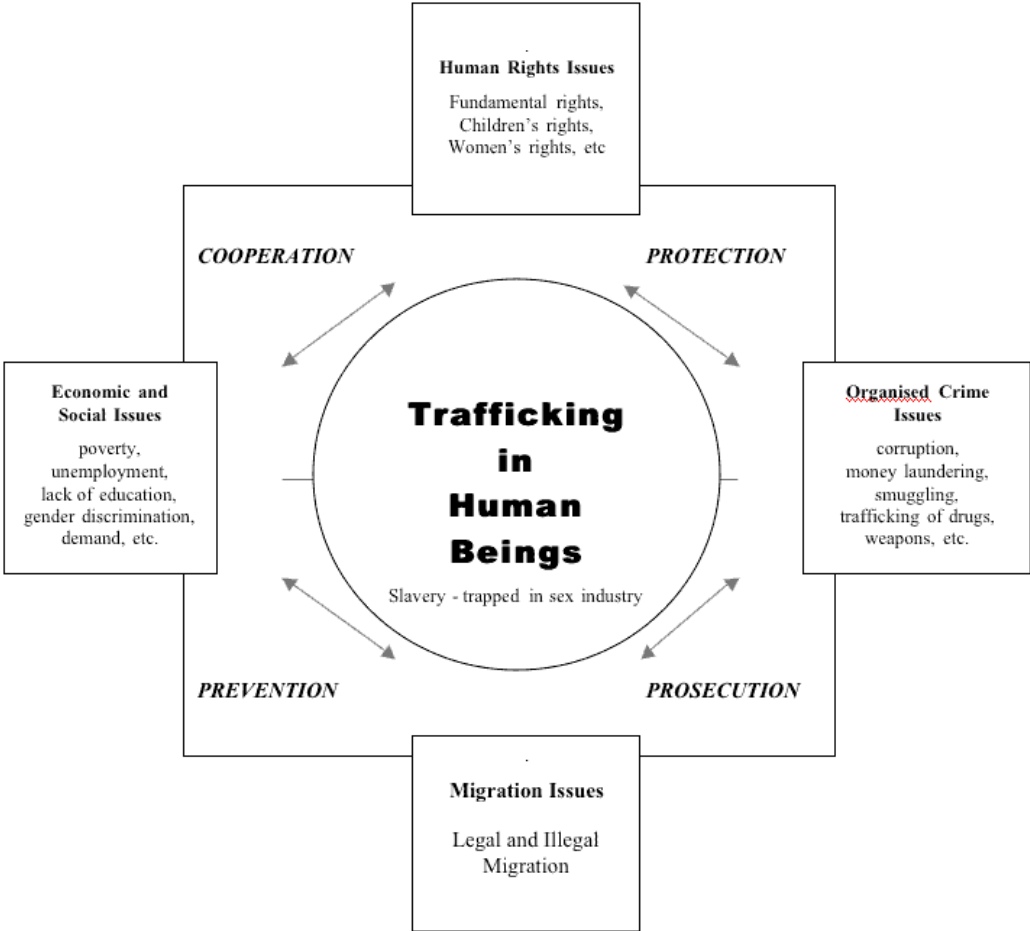 Human Rights Issues
Fundamental rights,
Children's rights,
Women's rights, etc
COOPERATION
PROTECTION
Economic and
Social Issues
poverty,
unemployment,
lack of education,
gender discrimination,
demand, etc.
Trafficking
in
Human
Beings
Slavery - trapped in sex industry
Organised Crime
Issues
corruption,
money laundering,
smuggling,
trafficking of drugs,
weapons, etc.
PREVENTION
PROSECUTION
Migration Issues
Legal and Illegal
Migration